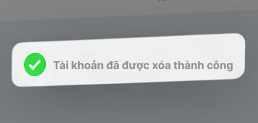 Tài khoản đã được xóa thành công